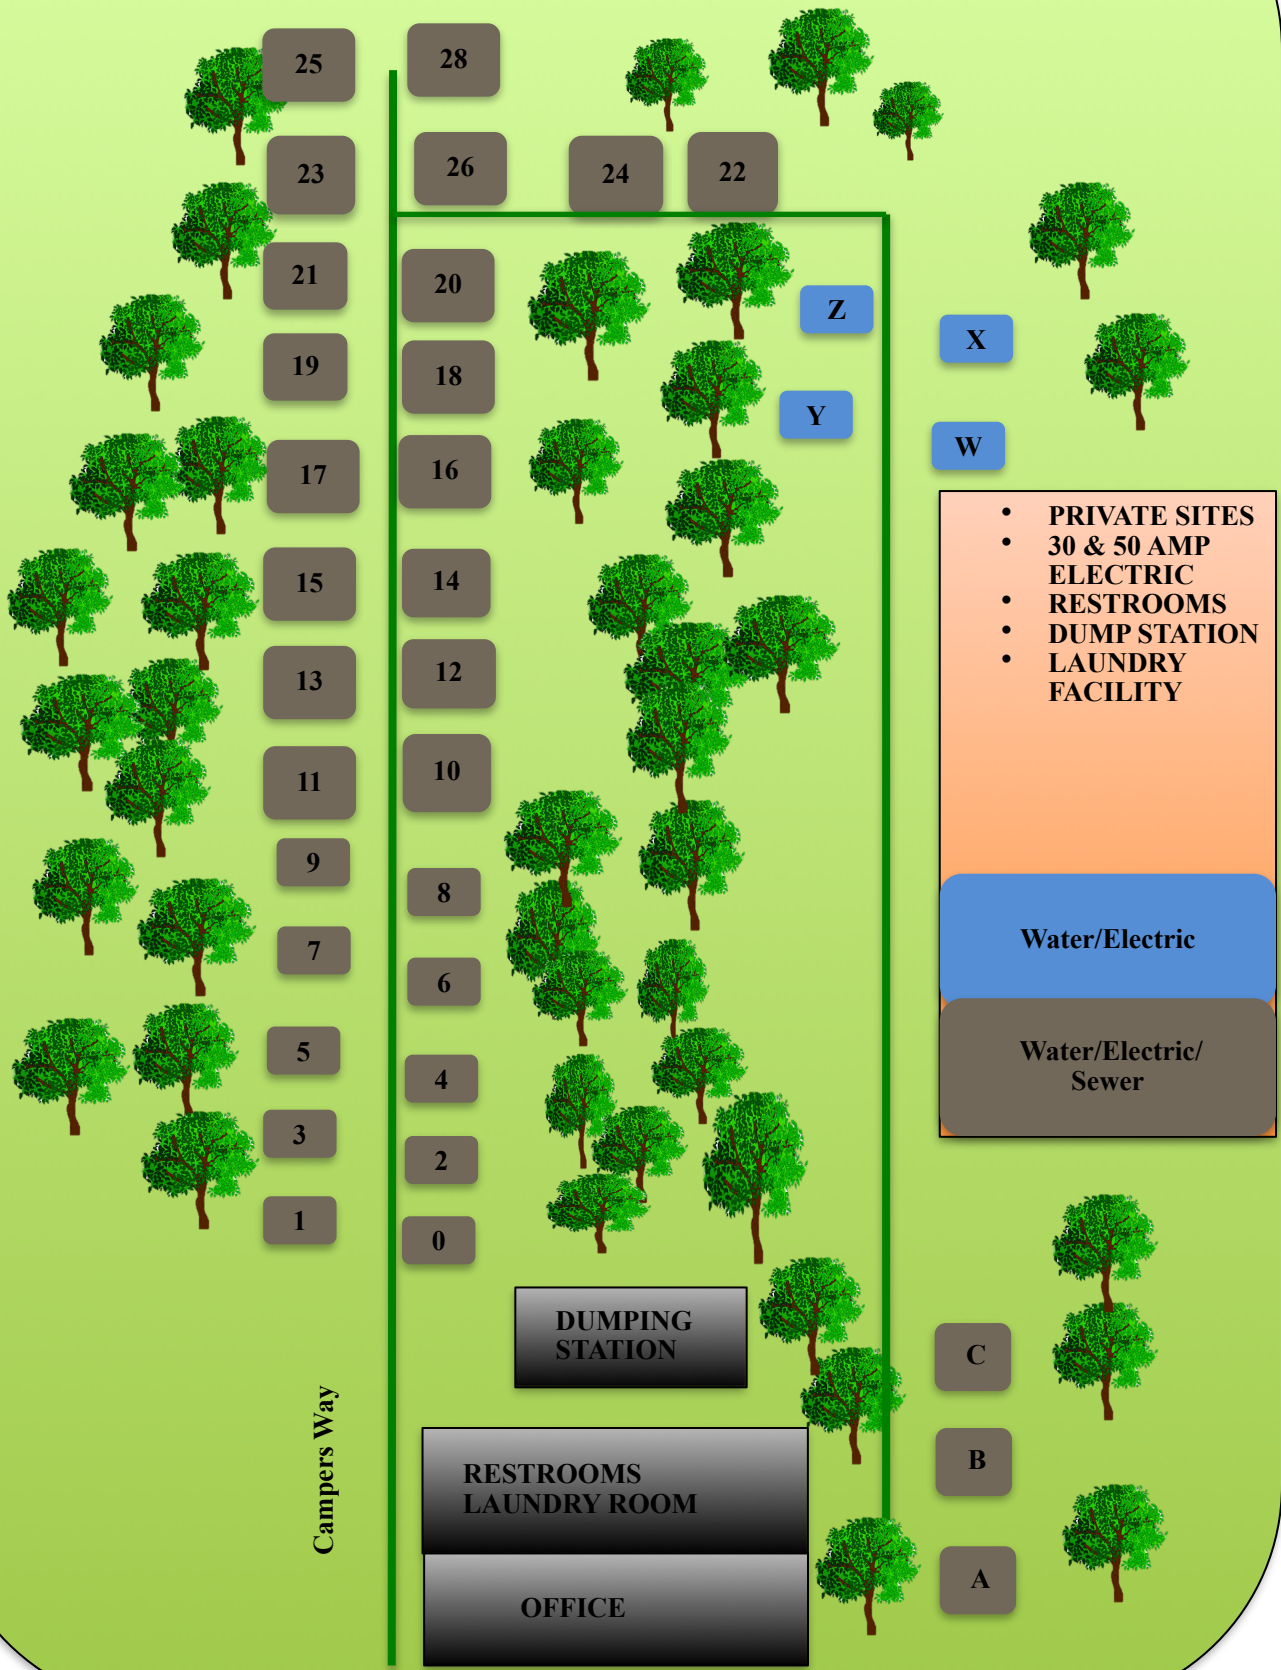 25
28
23
26
24
22
21
20
Z
X
19
18
Y
W
17
16
• PRIVATE SITES
• 30 & 50 AMP
ELECTRIC
• RESTROOMS
• DUMP STATION
• LAUNDRY
FACILITY
15
14
13
12
11
10
9
8
7
6
Water/Electric
5
4
Water/Electric/
Sewer
3
2
1
0
DUMPING
STATION
C
Campers Way
RESTROOMS
LAUNDRY ROOM
B
OFFICE
A